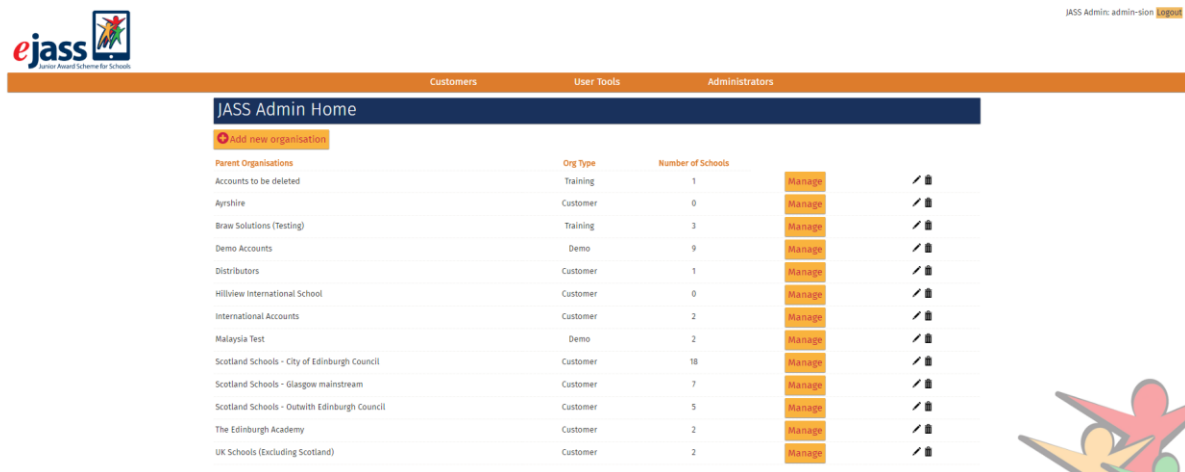 JASS Admin: admin-sion Logout
ejass
Junior Award Scheme for Schools
Customers User Tools Administrators
JASS Admin Home
Add new organisation
Parent Organisations Org Type Number of Schools
Accounts to be deleted Training 1 Manage
Ayrshire Customer 0 Manage
Braw Solutions (Testing) Training 3 Manage
Demo Accounts Demo 9 Manage
Distributors Customer 1 Manage
Hillview International School Customer 0 Manage
International Accounts Customer 2 Manage
Malaysia Test Demo 2 Manage
Scotland Schools - City of Edinburgh Council Customer 18 Manage
Scotland Schools - Glasgow mainstream Customer 7 Manage
Scotland Schools - Outwith Edinburgh Council Customer 5 Manage
The Edinburgh Academy Customer 2 Manage
UK Schools (Excluding Scotland) Customer 2 Manage